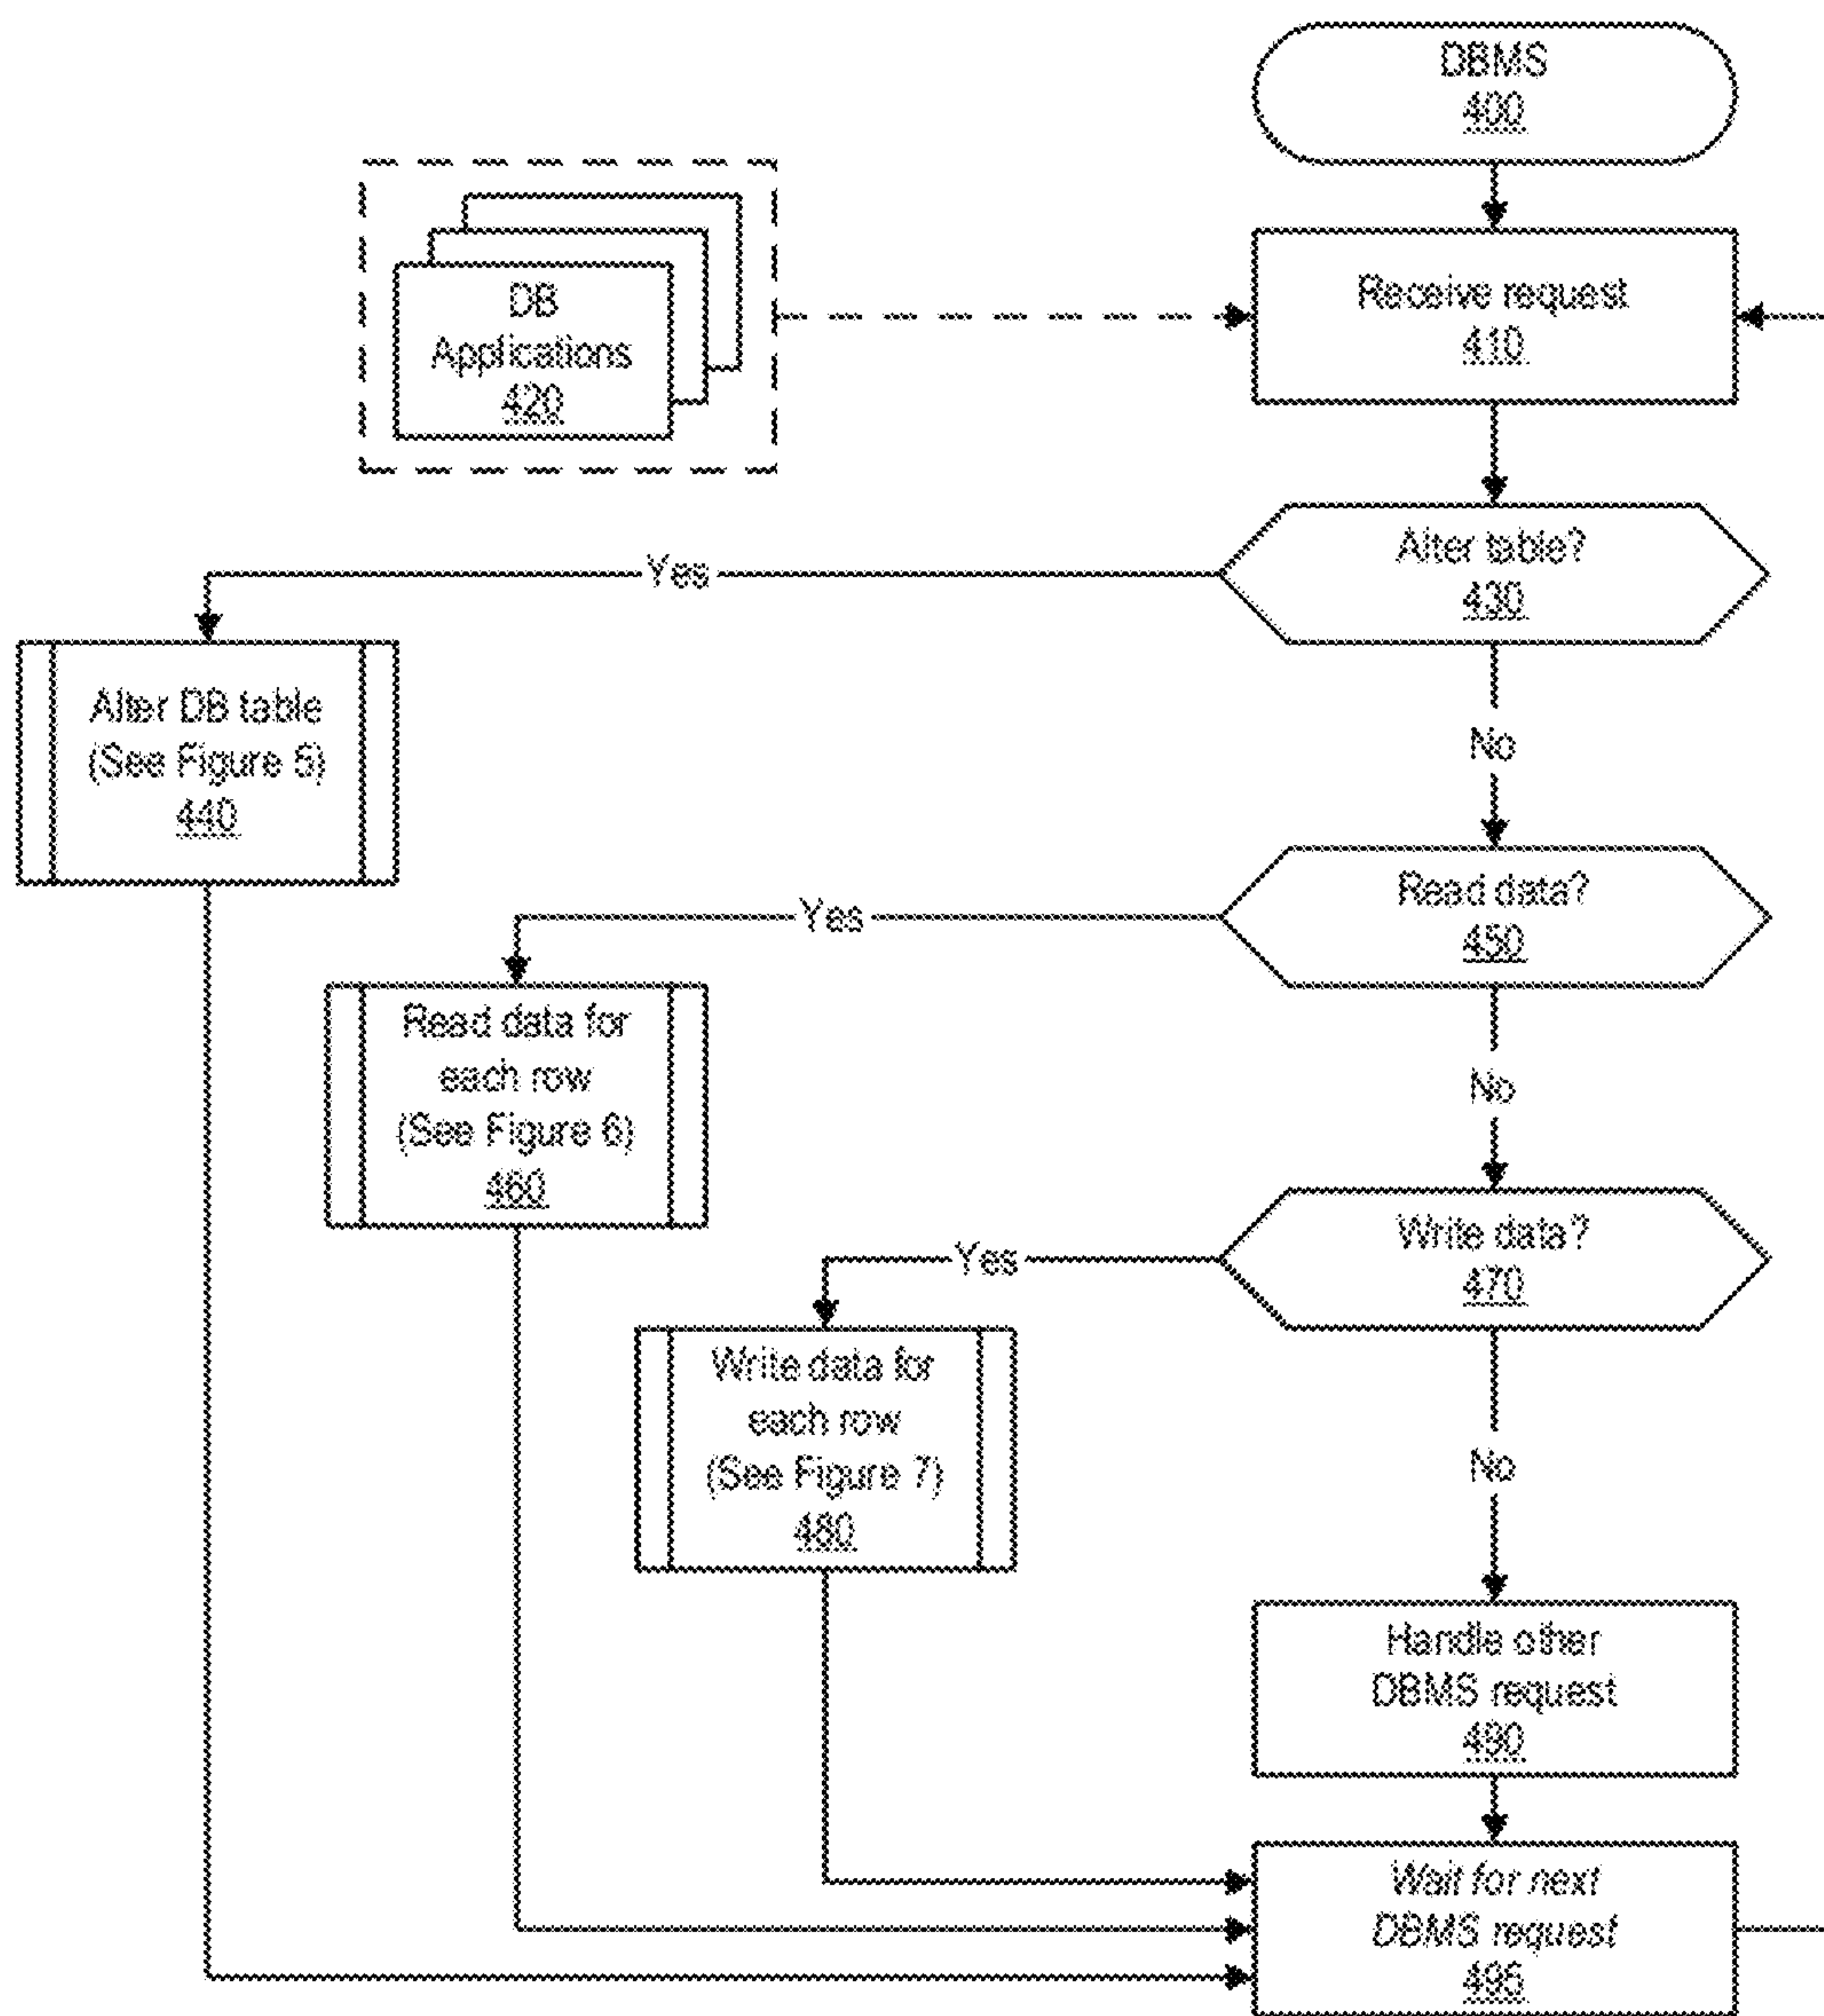 DBMS
400
DB
Applications
420
Receive request
410
Alter table?
430
Yes
No
Alter DB table
(See Figure 5)
440
Read data?
450
Yes
No
Read data for
each row
(See Figure 6)
460
Write data?
470
Yes
No
Write data for
each row
(See Figure 7)
480
Handle other
DBMS request
490
Wait for next
DBMS request
495